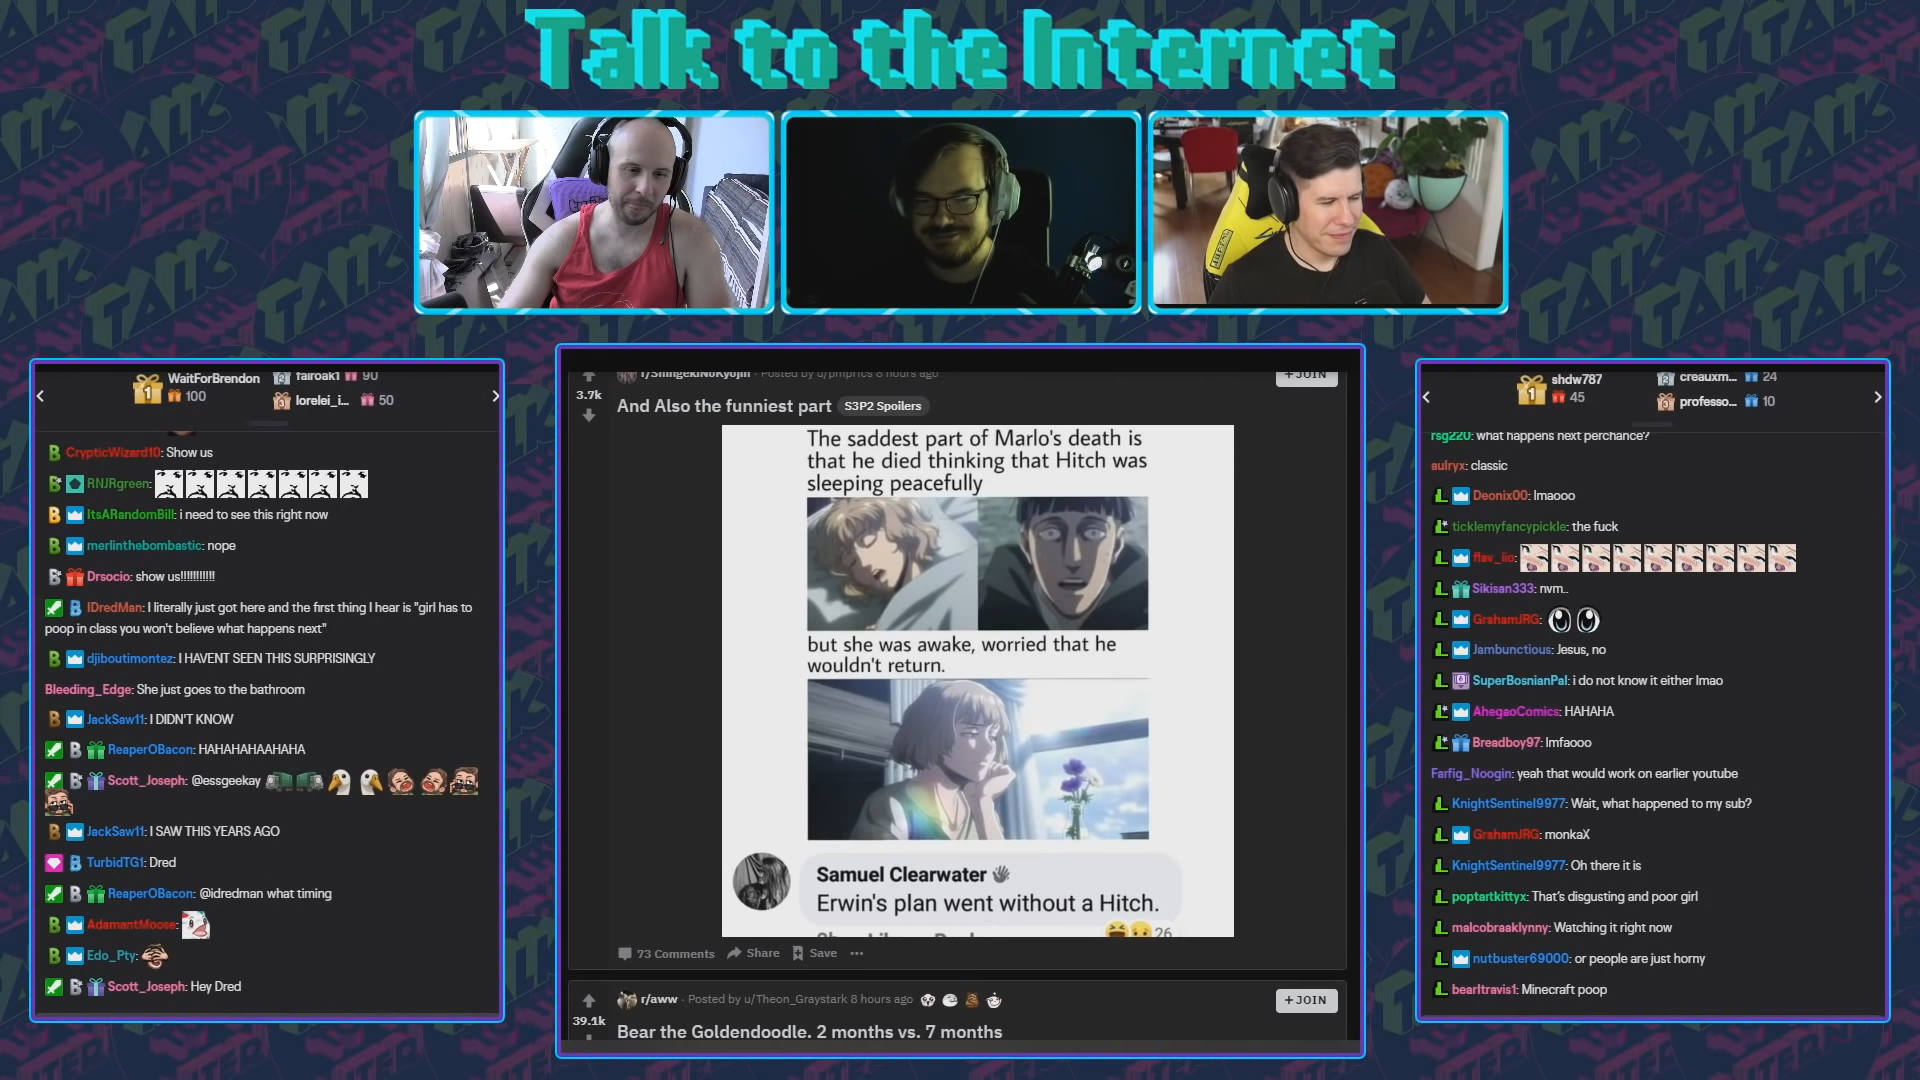 Talk to the Internet
WaitForBrendon
100
fairoak1 90
lorelei_i... 50
CrypticWizard10: Show us
RNJRgreen:
ItsARandomBill: i need to see this right now
merlinthebombastic: nope
Drsocio: show us!!!!!!!!!!!
IDredMan: I literally just got here and the first thing I hear is "girl has to
poop in class you won't believe what happens next"
djiboutimontez: I HAVENT SEEN THIS SURPRISINGLY
Bleeding_Edge: She just goes to the bathroom
JackSaw11: I DIDN'T KNOW
ReaperOBacon: HAHAHAHAAHAHA
Scott_Joseph: @essgeekay
JackSaw11: I SAW THIS YEARS AGO
TurbidTG1: Dred
ReaperOBacon: @idredman what timing
AdamantMoose:
Edo_Pty:
Scott_Joseph: Hey Dred
r/ShingekiNoKyojin · Posted by u/pmprics 8 hours ago
+ JOIN
3.7k
And Also the funniest part S3P2 Spoilers
The saddest part of Marlo's death is
that he died thinking that Hitch was
sleeping peacefully
but she was awake, worried that he
wouldn't return.
Samuel Clearwater
Erwin's plan went without a Hitch.
26
73 Comments Share Save ...
r/aww · Posted by u/Theon_Graystark 8 hours ago
+ JOIN
39.1k
Bear the Goldendoodle. 2 months vs. 7 months
shdw787
45
creauxm... 24
professo... 10
rsg220: what happens next perchance?
aulryx: classic
Deonix00: lmaooo
ticklemyfancypickle: the fuck
flav_iio:
Sikisan333: nvm..
GrahamJRG:
Jambunctious: Jesus, no
SuperBosnianPal: i do not know it either lmao
AhegaoComics: HAHAHA
Breadboy97: lmfaooo
Farfig_Noogin: yeah that would work on earlier youtube
KnightSentinel9977: Wait, what happened to my sub?
GrahamJRG: monkaX
KnightSentinel9977: Oh there it is
poptartkittyx: That's disgusting and poor girl
malcobraaklynny: Watching it right now
nutbuster69000: or people are just horny
bearltravis1: Minecraft poop